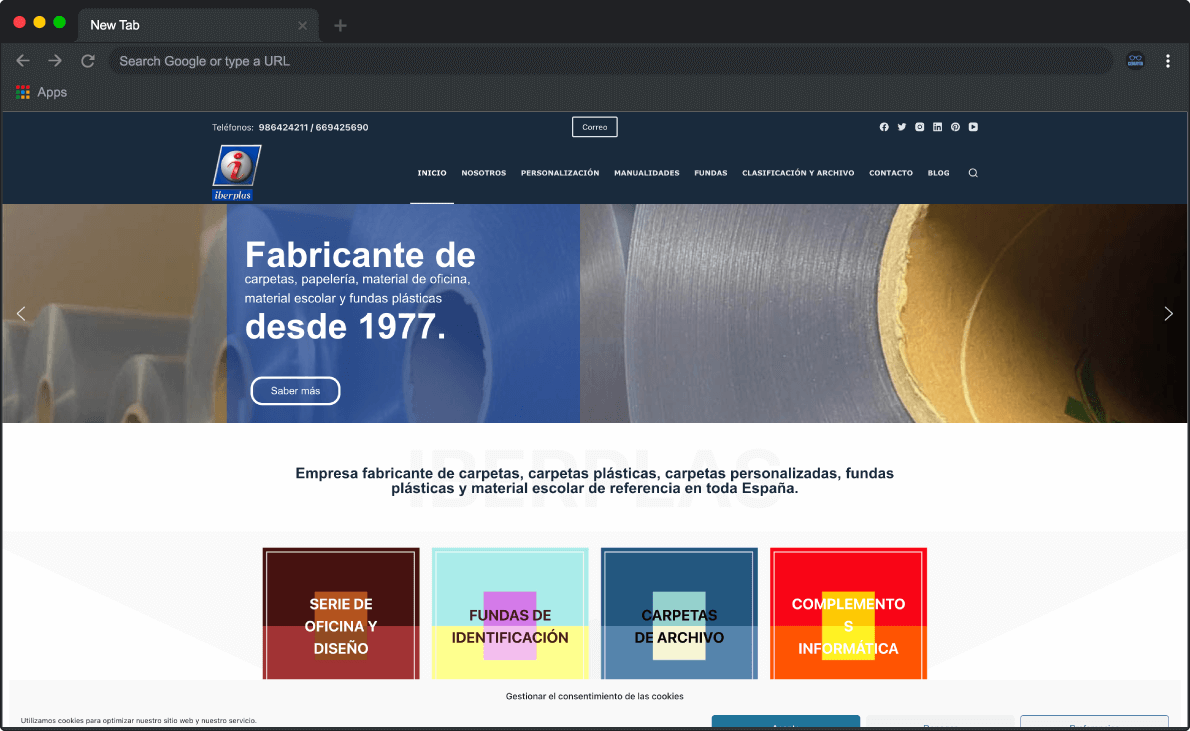 New Tab
Search Google or type a URL
Apps
Teléfonos: 986424211 / 669425690
Correo
iberplus
INICIO NOSOTROS PERSONALIZACIÓN MANUALIDADES FUNDAS CLASIFICACIÓN Y ARCHIVO CONTACTO BLOG
Fabricante de
carpetas, papelería, material de oficina,
material escolar y fundas plásticas
desde 1977.
Saber más
IBERPLAS
Empresa fabricante de carpetas, carpetas plásticas, carpetas personalizadas, fundas
plásticas y material escolar de referencia en toda España.
SERIE DE
OFICINA Y
DISEÑO
FUNDAS DE
IDENTIFICACIÓN
CARPETAS
DE ARCHIVO
COMPLEMENTO
S
INFORMÁTICA
Gestionar el consentimiento de las cookies
Utilizamos cookies para optimizar nuestro sitio web y nuestro servicio.